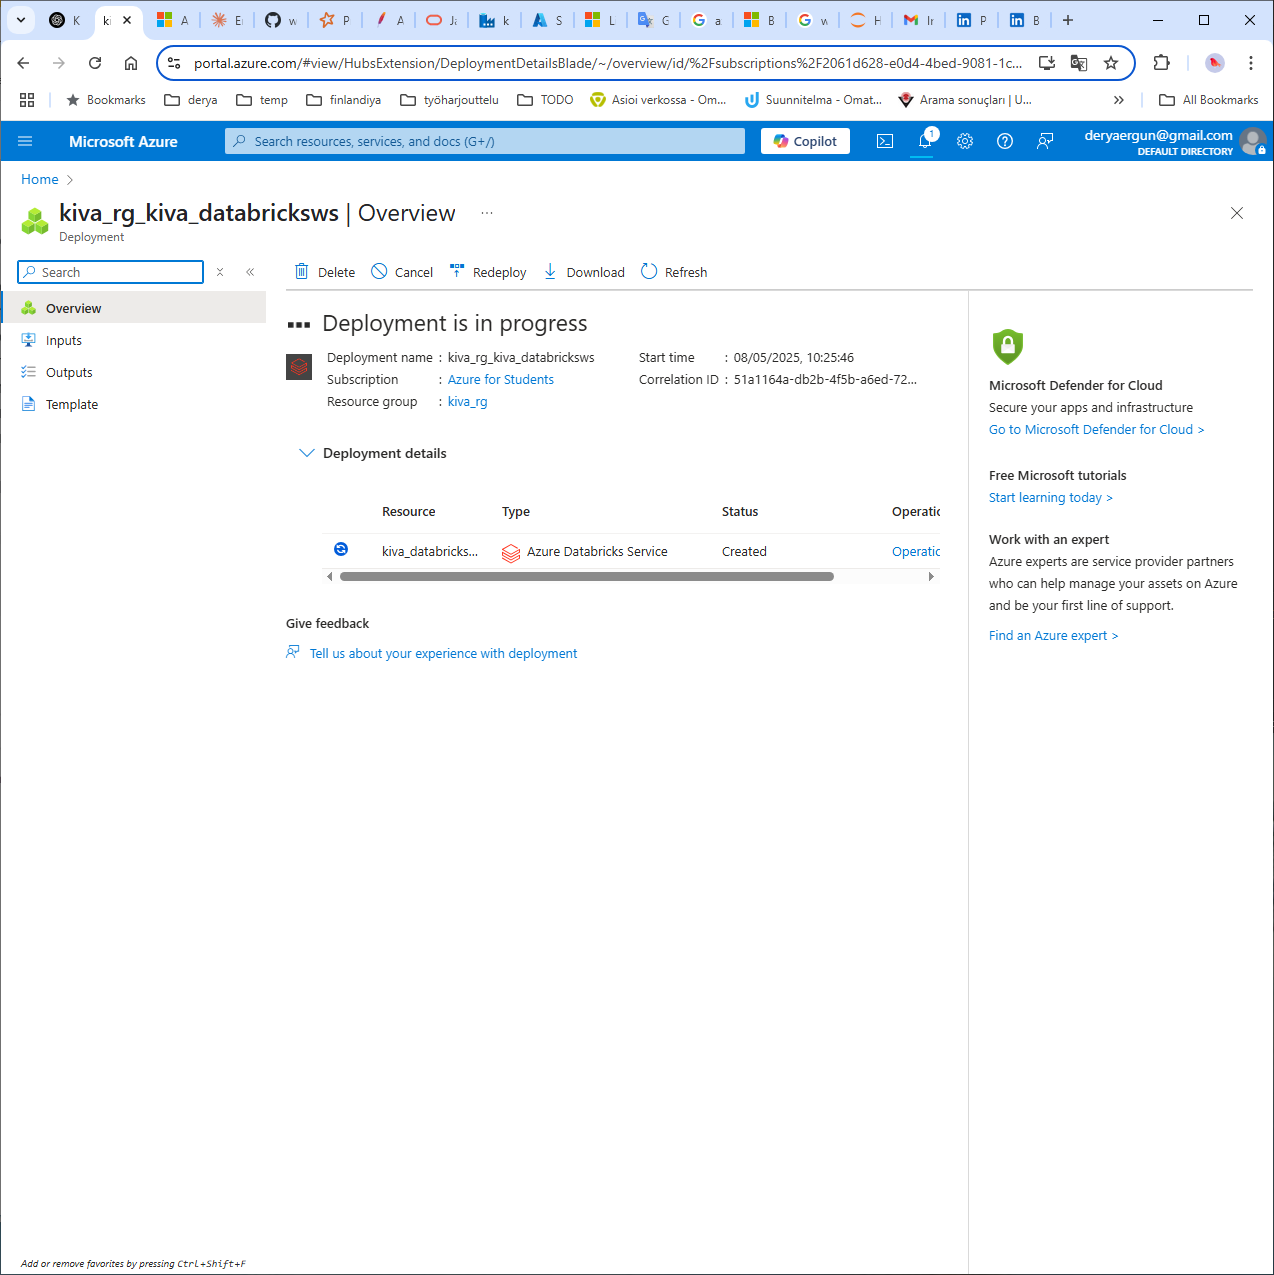 K
ki
A
E
w
P
A
Ja
k
S
L
G
a
B
w
H
Ir
P
B
portal.azure.com/#view/HubsExtension/DeploymentDetailsBlade/~/overview/id/%2Fsubscriptions%2F2061d628-e0d4-4bed-9081-1c...
Bookmarks
derya
temp
finlandiya
työharjouttelu
TODO
Asioi verkossa - Om...
Suunnitelma - Omat...
Arama sonuçları | U...
All Bookmarks
Microsoft Azure
Search resources, services, and docs (G+/)
Copilot
1
deryaergun@gmail.com
DEFAULT DIRECTORY
Home
kiva_rg_kiva_databricksws | Overview ...
Deployment
Search
Overview
Inputs
Outputs
Template
Delete Cancel Redeploy Download Refresh
Deployment is in progress
Deployment name : kiva_rg_kiva_databricksws
Subscription : Azure for Students
Resource group : kiva_rg
Start time : 08/05/2025, 10:25:46
Correlation ID : 51a1164a-db2b-4f5b-a6ed-72...
Deployment details
Resource Type Status Operatic
kiva_databricks... Azure Databricks Service Created Operatic
Give feedback
Tell us about your experience with deployment
Microsoft Defender for Cloud
Secure your apps and infrastructure
Go to Microsoft Defender for Cloud >
Free Microsoft tutorials
Start learning today >
Work with an expert
Azure experts are service provider partners
who can help manage your assets on Azure
and be your first line of support.
Find an Azure expert >
Add or remove favorites by pressing Ctrl+Shift+F